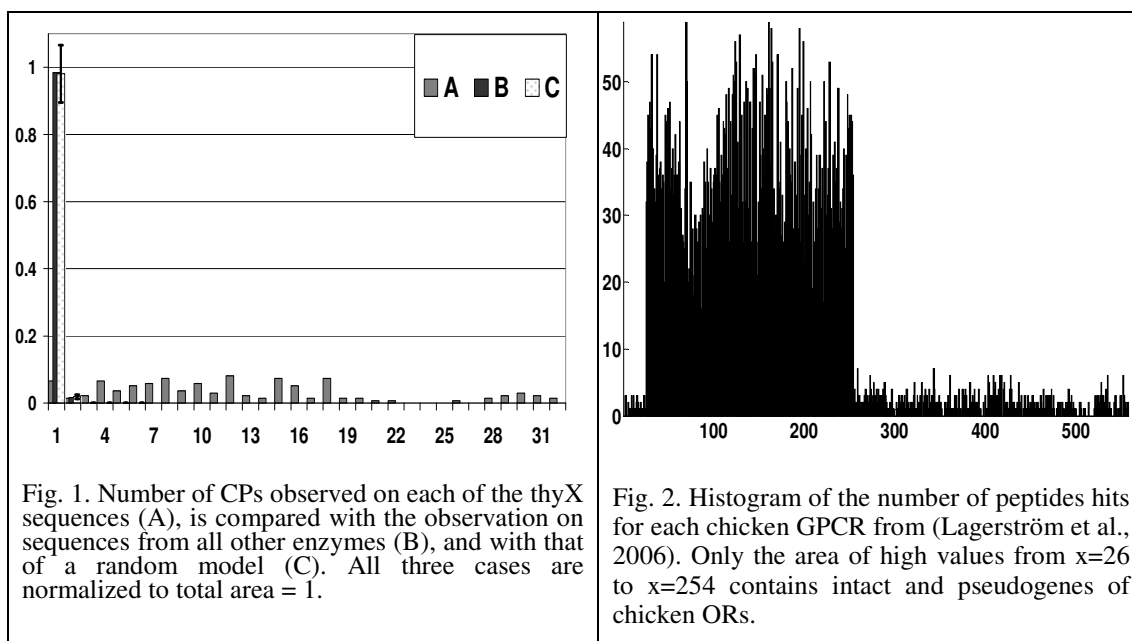 1
0.8
0.6
0.4
0.2
0
A B C
1 4 7 10 13 16 19 22 25 28 31
Fig. 1. Number of CPs observed on each of the thyX
sequences (A), is compared with the observation on
sequences from all other enzymes (B), and with that
of a random model (C). All three cases are
normalized to total area = 1.
50
40
30
20
10
0
100 200 300 400 500
Fig. 2. Histogram of the number of peptides hits
for each chicken GPCR from (Lagerström et al.,
2006). Only the area of high values from x=26
to x=254 contains intact and pseudogenes of
chicken ORs.